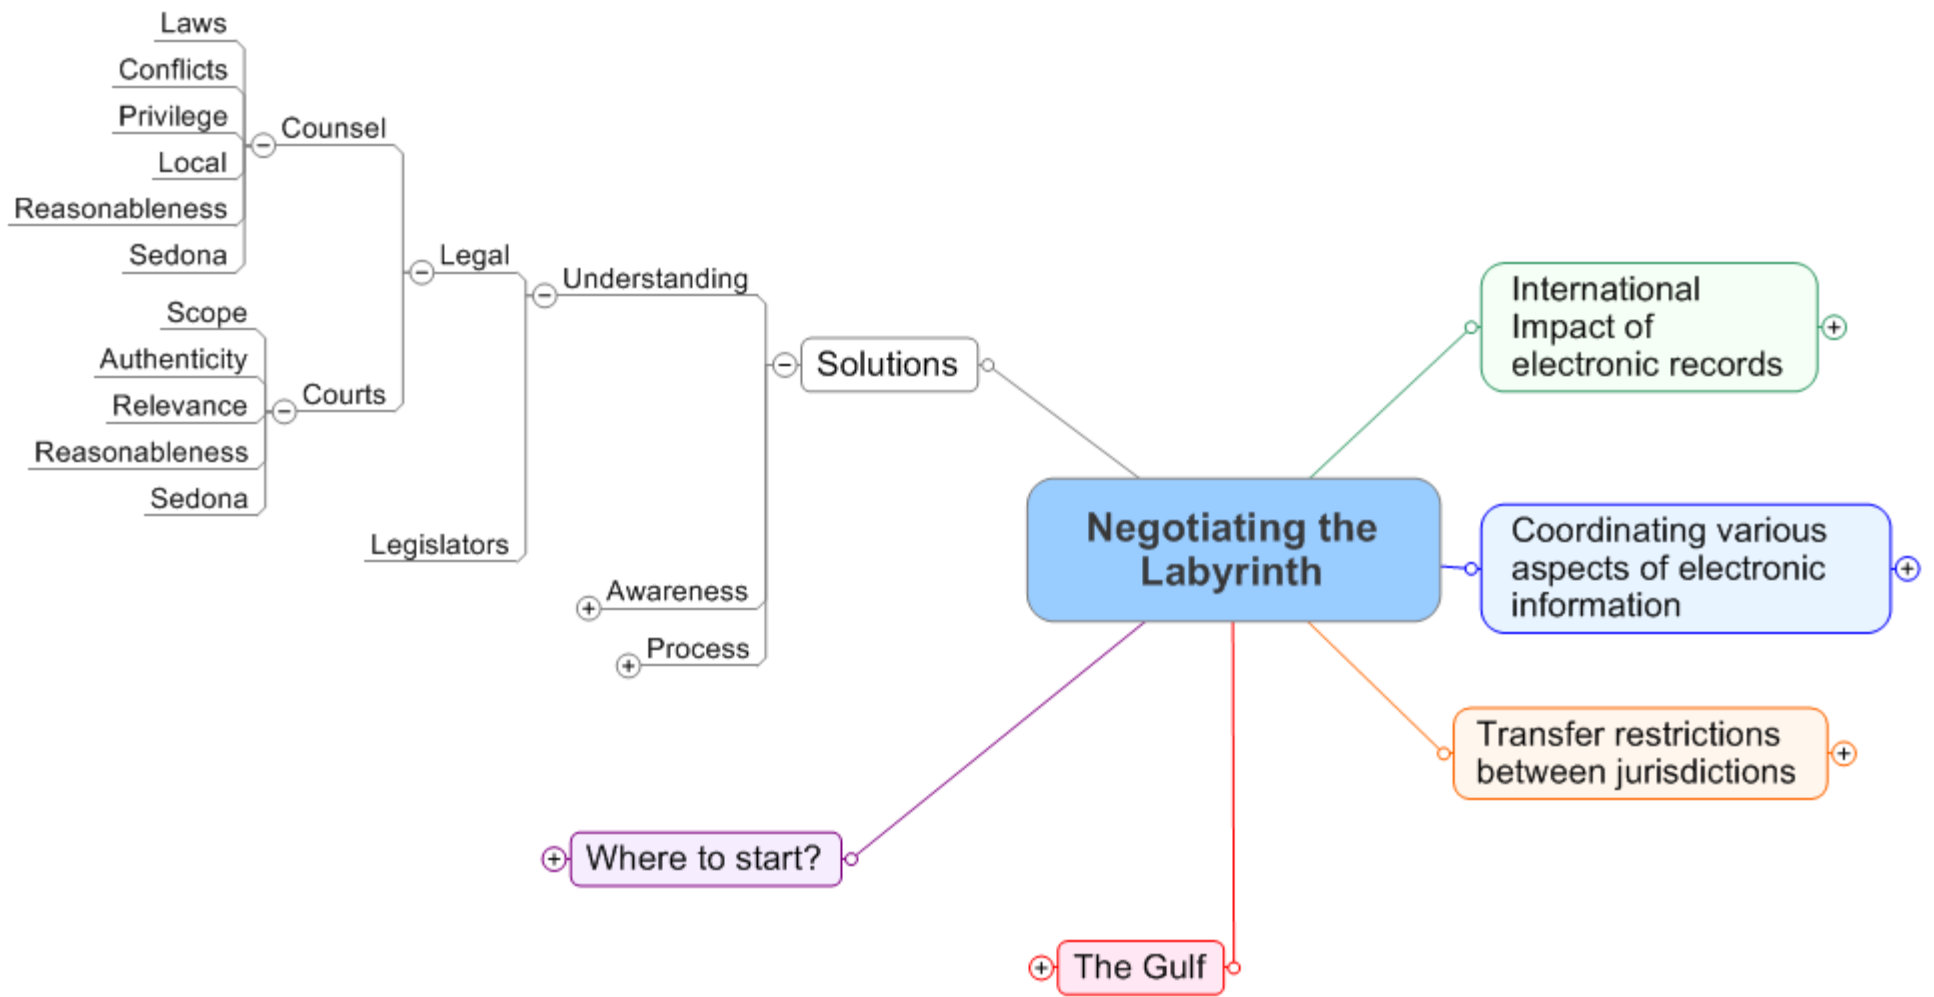 Laws
Conflicts
Privilege
Local
Reasonableness
Sedona
Counsel
Scope
Authenticity
Relevance
Reasonableness
Sedona
Courts
Legal
Legislators
Understanding
Awareness
Process
Solutions
Negotiating the
Labyrinth
International
Impact of
electronic records
Coordinating various
aspects of electronic
information
Transfer restrictions
between jurisdictions
The Gulf
Where to start?